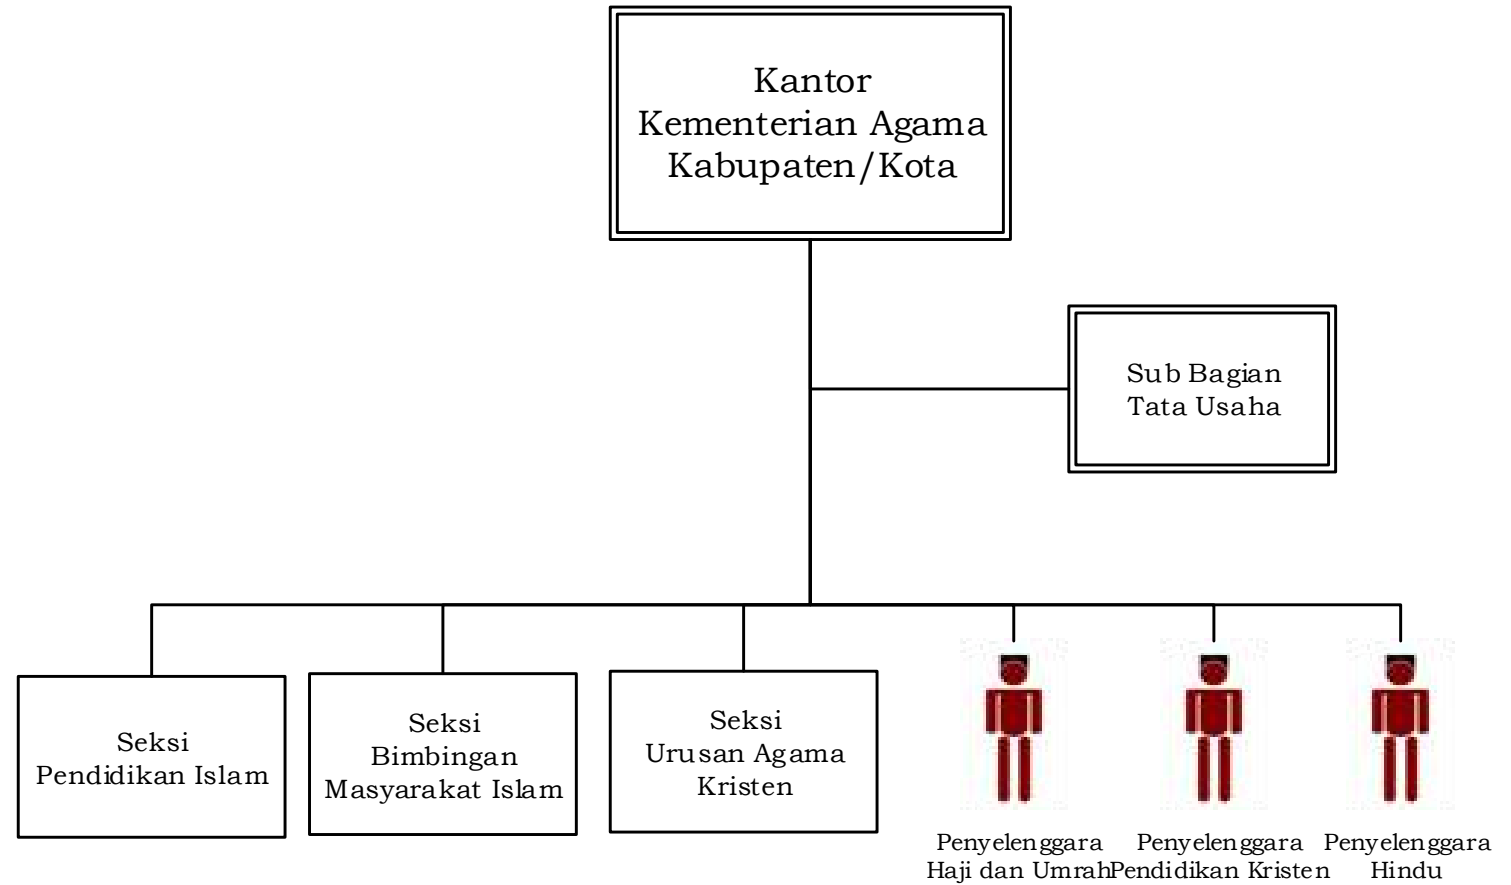 Kantor
Kementerian Agama
Kabupaten/Kota
Sub Bagian
Tata Usaha
Seksi
Pendidikan Islam
Seksi
Bimbingan
Masyarakat Islam
Seksi
Urusan Agama
Kristen
Penyelenggara
Haji dan Umrah
Penyelenggara
Pendidikan Kristen
Penyelenggara
Hindu